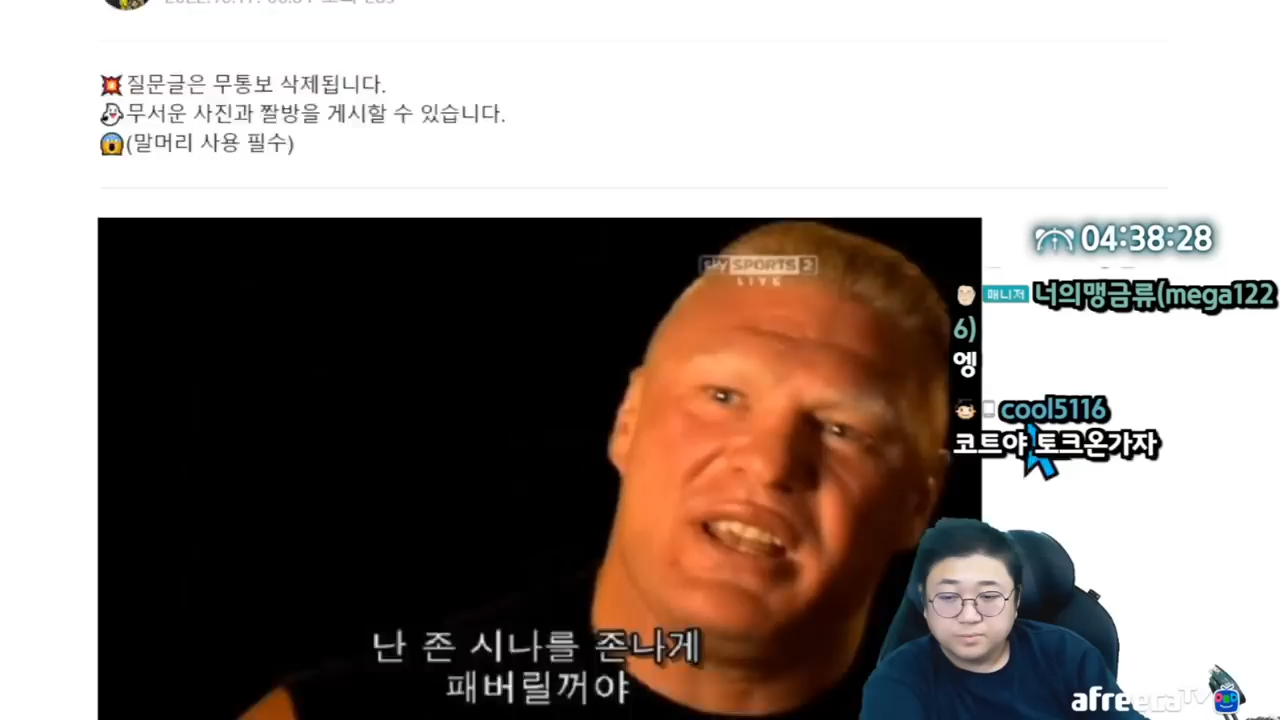 💥질문글은 무통보 삭제됩니다.
👻무서운 사진과 짤방을 게시할 수 있습니다.
😱(말머리 사용 필수)
sky SPORTS 2
LIVE
04:38:28
매니저 너의맹금류(mega122
6)
엥
cool5116
코트야 토크온가자
난 존 시나를 존나게
패버릴꺼야
afreecaTV